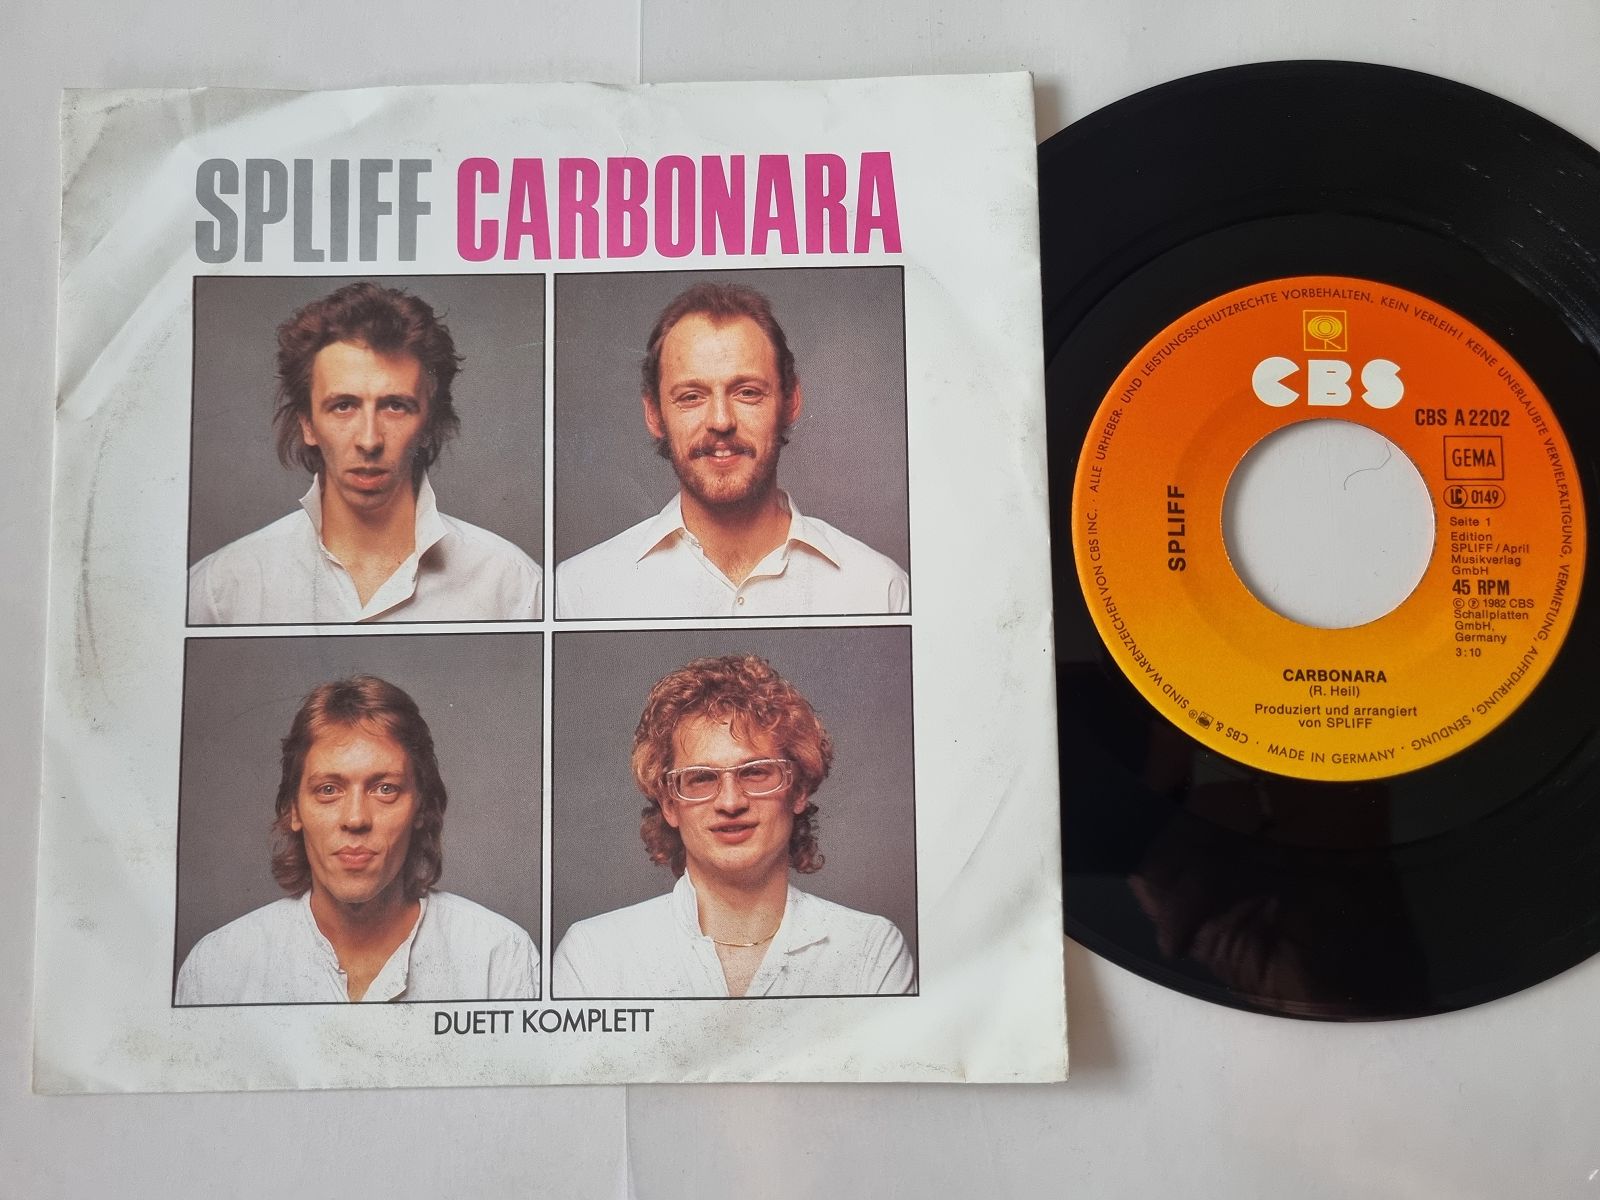 SPLIFF CARBONARA
DUETT KOMPLETT
ALLE URHEBER- UND LEISTUNGSSCHUTZRECHTE VORBEHALTEN. KEIN VERLEIH! KEINE UNERLAUBTE VERVIELFÄLTIGUNG, VERMIETUNG, AUFFÜHRUNG, SENDUNG · MADE IN GERMANY · CBS & ® SIND WARENZEICHEN VON CBS INC. ·
CBS
CBS A 2202
GEMA
LC 0149
SPLIFF
Seite 1
Edition
SPLIFF/April
Musikverlag
GmbH
45 RPM
© ℗ 1982 CBS
Schallplatten
GmbH,
Germany
3:10
CARBONARA
(R. Heil)
Produziert und arrangiert
von SPLIFF